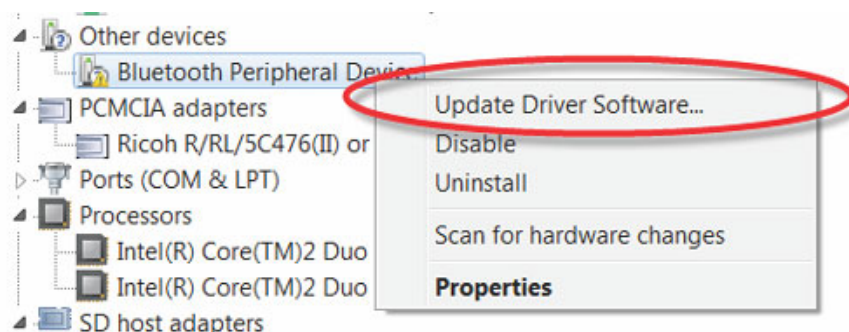 Other devices
Bluetooth Peripheral Device
Update Driver Software...
PCMCIA adapters
Ricoh R/RL/5C476(II) or
Disable
Ports (COM & LPT)
Uninstall
Processors
Scan for hardware changes
Intel(R) Core(TM)2 Duo
Intel(R) Core(TM)2 Duo
Properties
SD host adapters